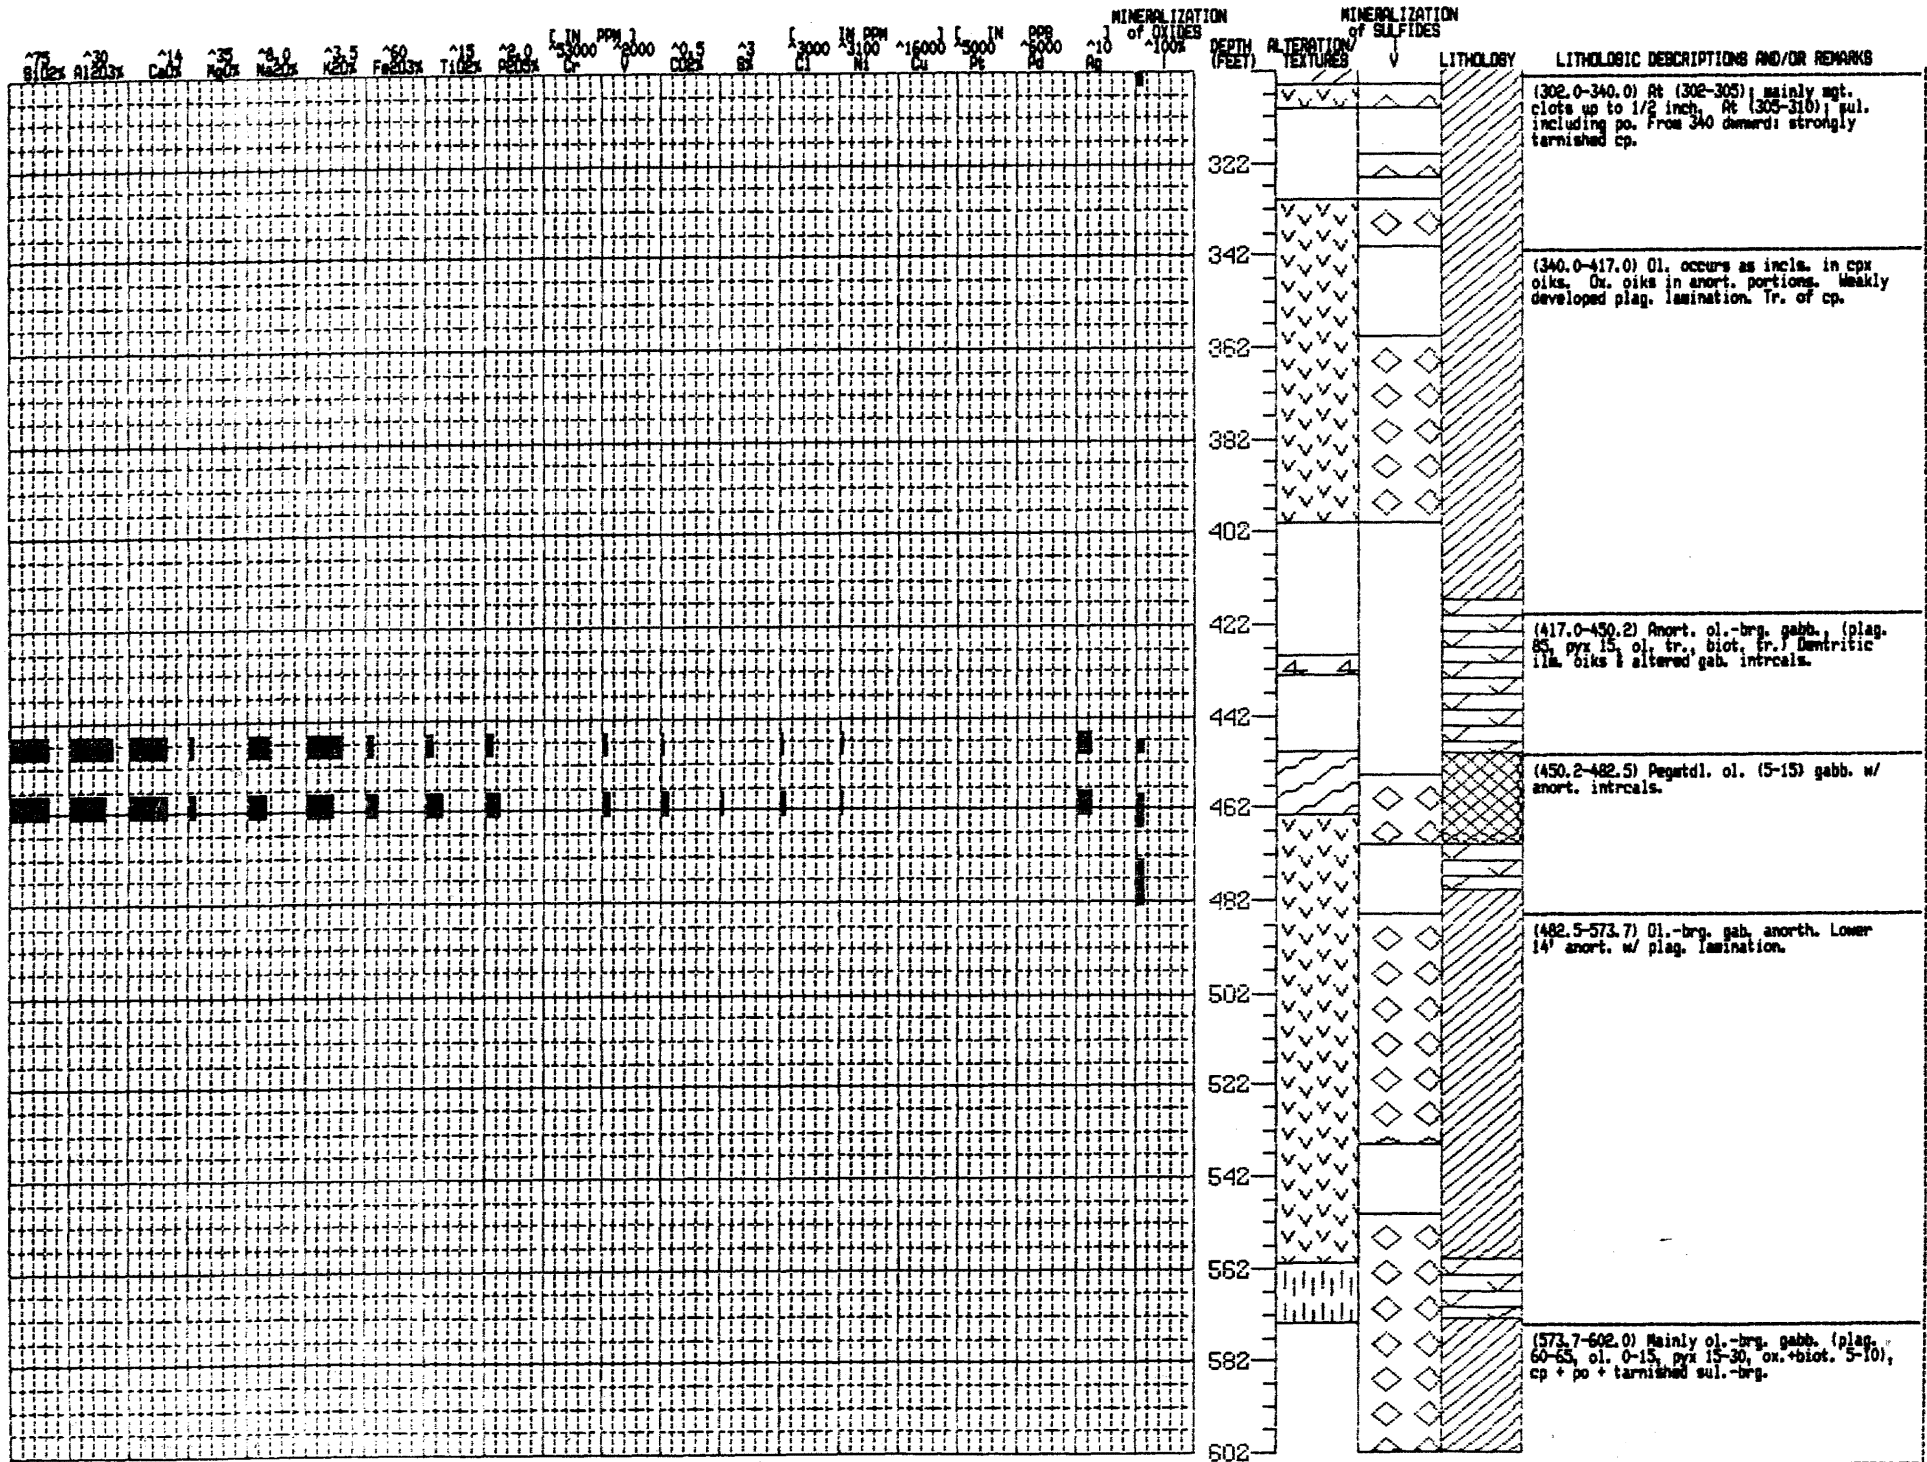 MINERALIZATION of OXIDES
MINERALIZATION of SULFIDES
[ IN PPM ] [ IN PPM ] [ IN PPB ]
^75 ^30 ^14 ^35 ^8.0 ^3.5 ^60 ^15 ^2.0 ^53000 ^2000 ^0.5 ^3 ^3000 ^3100 ^16000 ^5000 ^6000 ^10 ^100%
SiO2% Al2O3% CaO% MgO% Na2O% K2O% Fe2O3% TiO2% P2O5% Cr V CO2% S% Cl Ni Cu Pt Pd Ag
DEPTH (FEET)
ALTERATION/ TEXTURES
V
LITHOLOGY
LITHOLOGIC DESCRIPTIONS AND/OR REMARKS
(302.0-340.0) At (302-305); mainly mgt.
clots up to 1/2 inch. At (305-310); sul.
including po. From 340 dwnwrd; strongly
tarnished cp.
322
342
(340.0-417.0) Ol. occurs as incls. in cpx
oiks. Ox. oiks in anort. portions. Weakly
developed plag. lamination. Tr. of cp.
362
382
402
422
(417.0-450.2) Anort. ol.-brg. gabb., (plag.
85, pyx 15, ol. tr., biot. tr.) Dentritic
ilm. oiks & altered gab. intrcals.
442
(450.2-482.5) Pegmtdl. ol. (5-15) gabb. w/
anort. intrcals.
462
482
(482.5-573.7) Ol.-brg. gab. anorth. Lower
14' anort. w/ plag. lamination.
502
522
542
562
(573.7-602.0) Mainly ol.-brg. gabb. (plag.
60-65, ol. 0-15, pyx 15-30, ox.+biot. 5-10),
cp + po + tarnished sul.-brg.
582
602